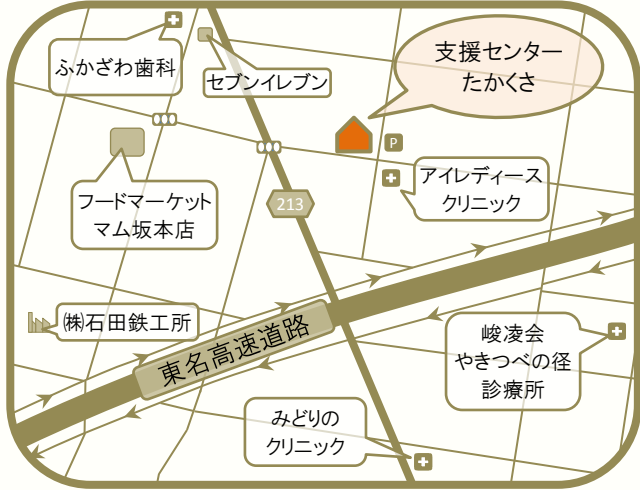 支援センター
たかくさ
ふかざわ歯科
セブンイレブン
P
アイレディース
クリニック
フードマーケット
マム坂本店
213
㈱石田鉄工所
東名高速道路
峻凌会
やきつべの径
診療所
みどりの
クリニック